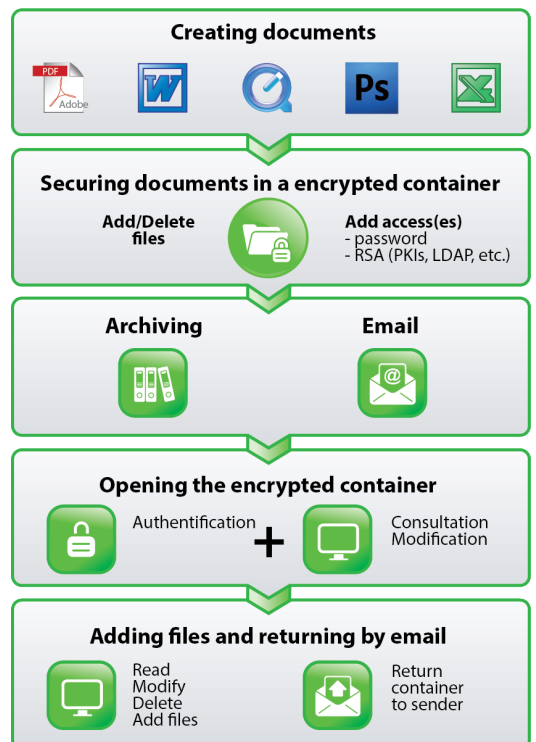 Creating documents
PDF
Adobe
W
Ps
X
Securing documents in a encrypted container
Add/Delete
files
Add access(es)
- password
- RSA (PKIs, LDAP, etc.)
Archiving
Email
@
Opening the encrypted container
Authentification
+
Consultation
Modification
Adding files and returning by email
Read
Modify
Delete
Add files
Return
container
to sender